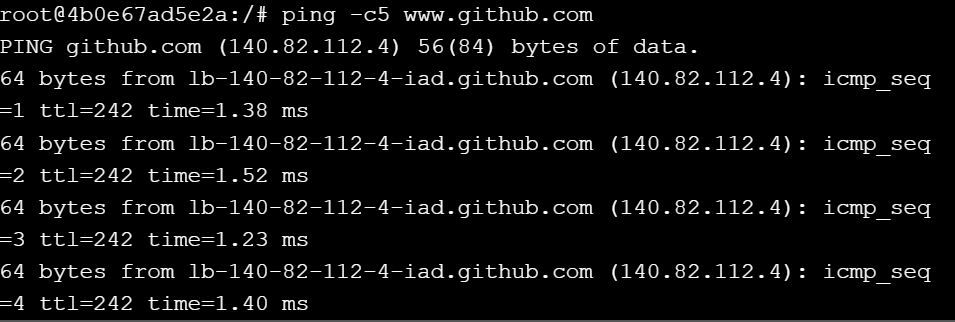 root@4b0e67ad5e2a:/# ping -c5 www.github.com
PING github.com (140.82.112.4) 56(84) bytes of data.
64 bytes from lb-140-82-112-4-iad.github.com (140.82.112.4): icmp_seq
=1 ttl=242 time=1.38 ms
64 bytes from lb-140-82-112-4-iad.github.com (140.82.112.4): icmp_seq
=2 ttl=242 time=1.52 ms
64 bytes from lb-140-82-112-4-iad.github.com (140.82.112.4): icmp_seq
=3 ttl=242 time=1.23 ms
64 bytes from lb-140-82-112-4-iad.github.com (140.82.112.4): icmp_seq
=4 ttl=242 time=1.40 ms